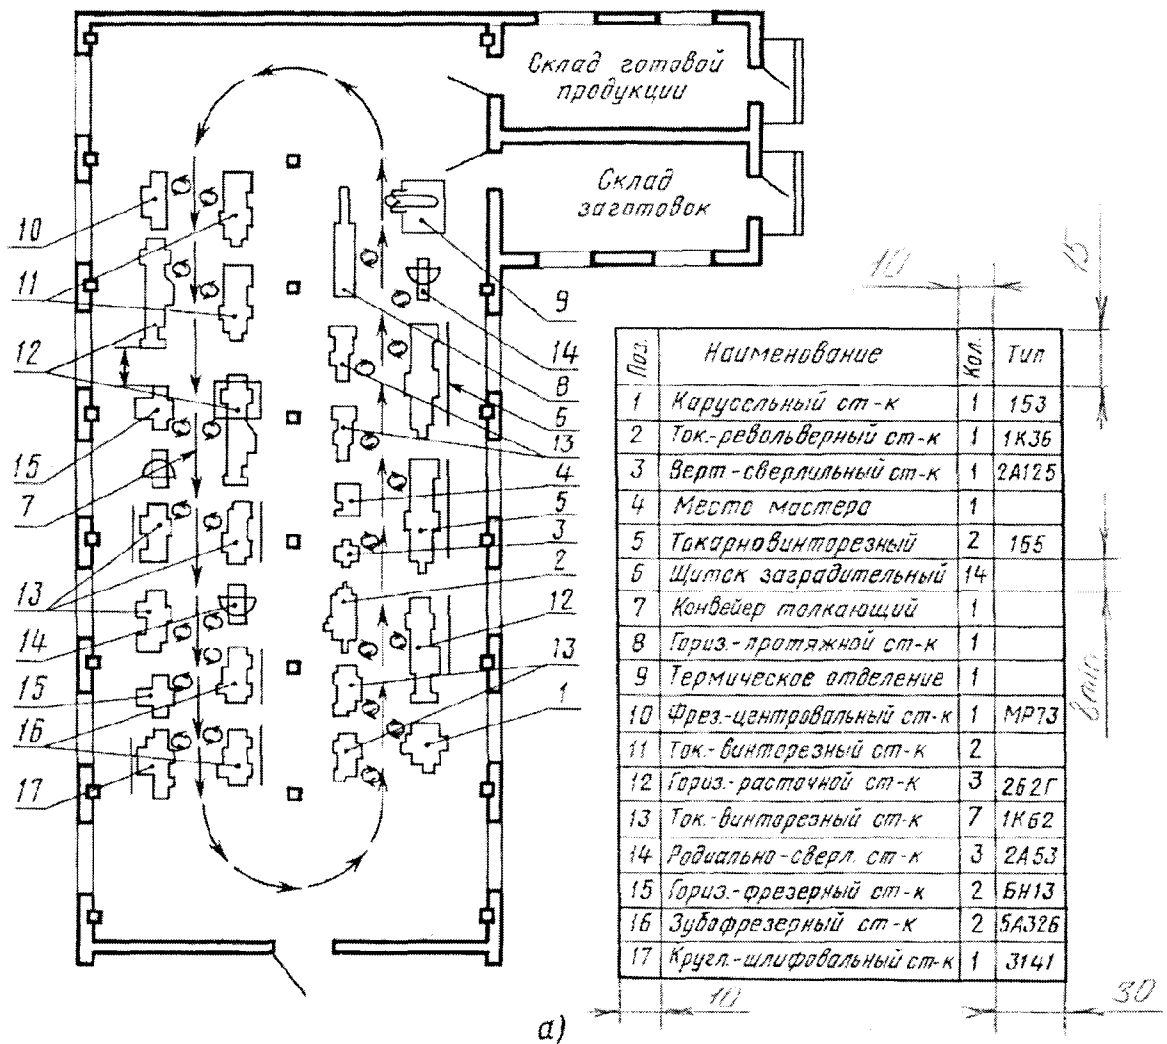 Склад готовой
продукции
Склад
заготовок
10
11
12
15
7
13
14
15
16
17
9
14
8
6
13
4
5
3
2
12
13
1
10
15
Поз. Наименование Кол. Тип
1 Карусельный ст-к 1 153
2 Ток.-револьверный ст-к 1 1К36
3 Верт.-сверлильный ст-к 1 2А125
4 Место мастера 1
5 Токарновинторезный 2 165
6 Щиток заградительный 14
7 Конвейер толкающий 1
8 Гориз.-протяжной ст-к 1
9 Термическое отделение 1
10 Фрез.-центровальный ст-к 1 МР73
11 Ток.-винторезный ст-к 2
12 Гориз.-расточной ст-к 3 262Г
13 Ток.-винторезный ст-к 7 1К62
14 Радиально-сверл. ст-к 3 2А53
15 Гориз.-фрезерный ст-к 2 6Н13
16 Зубофрезерный ст-к 2 5А326
17 Кругл.-шлифовальный ст-к 1 3141
8min
10
30
а)